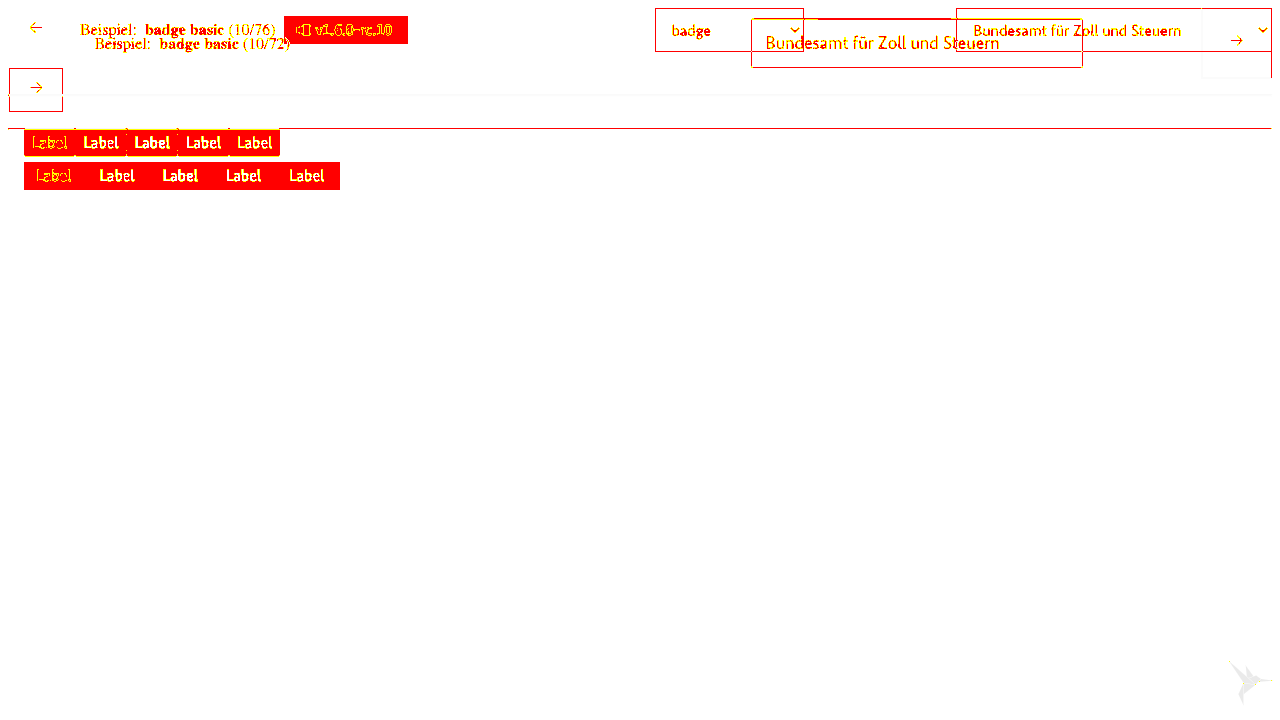 ← Beispiel: badge basic (10/76) v1.6.0-rc.10 badge Bundesamt für Zoll und Steuern →
Beispiel: badge basic (10/72) Bundesamt für Zoll und Steuern
→
Label Label Label Label Label
Label Label Label Label Label